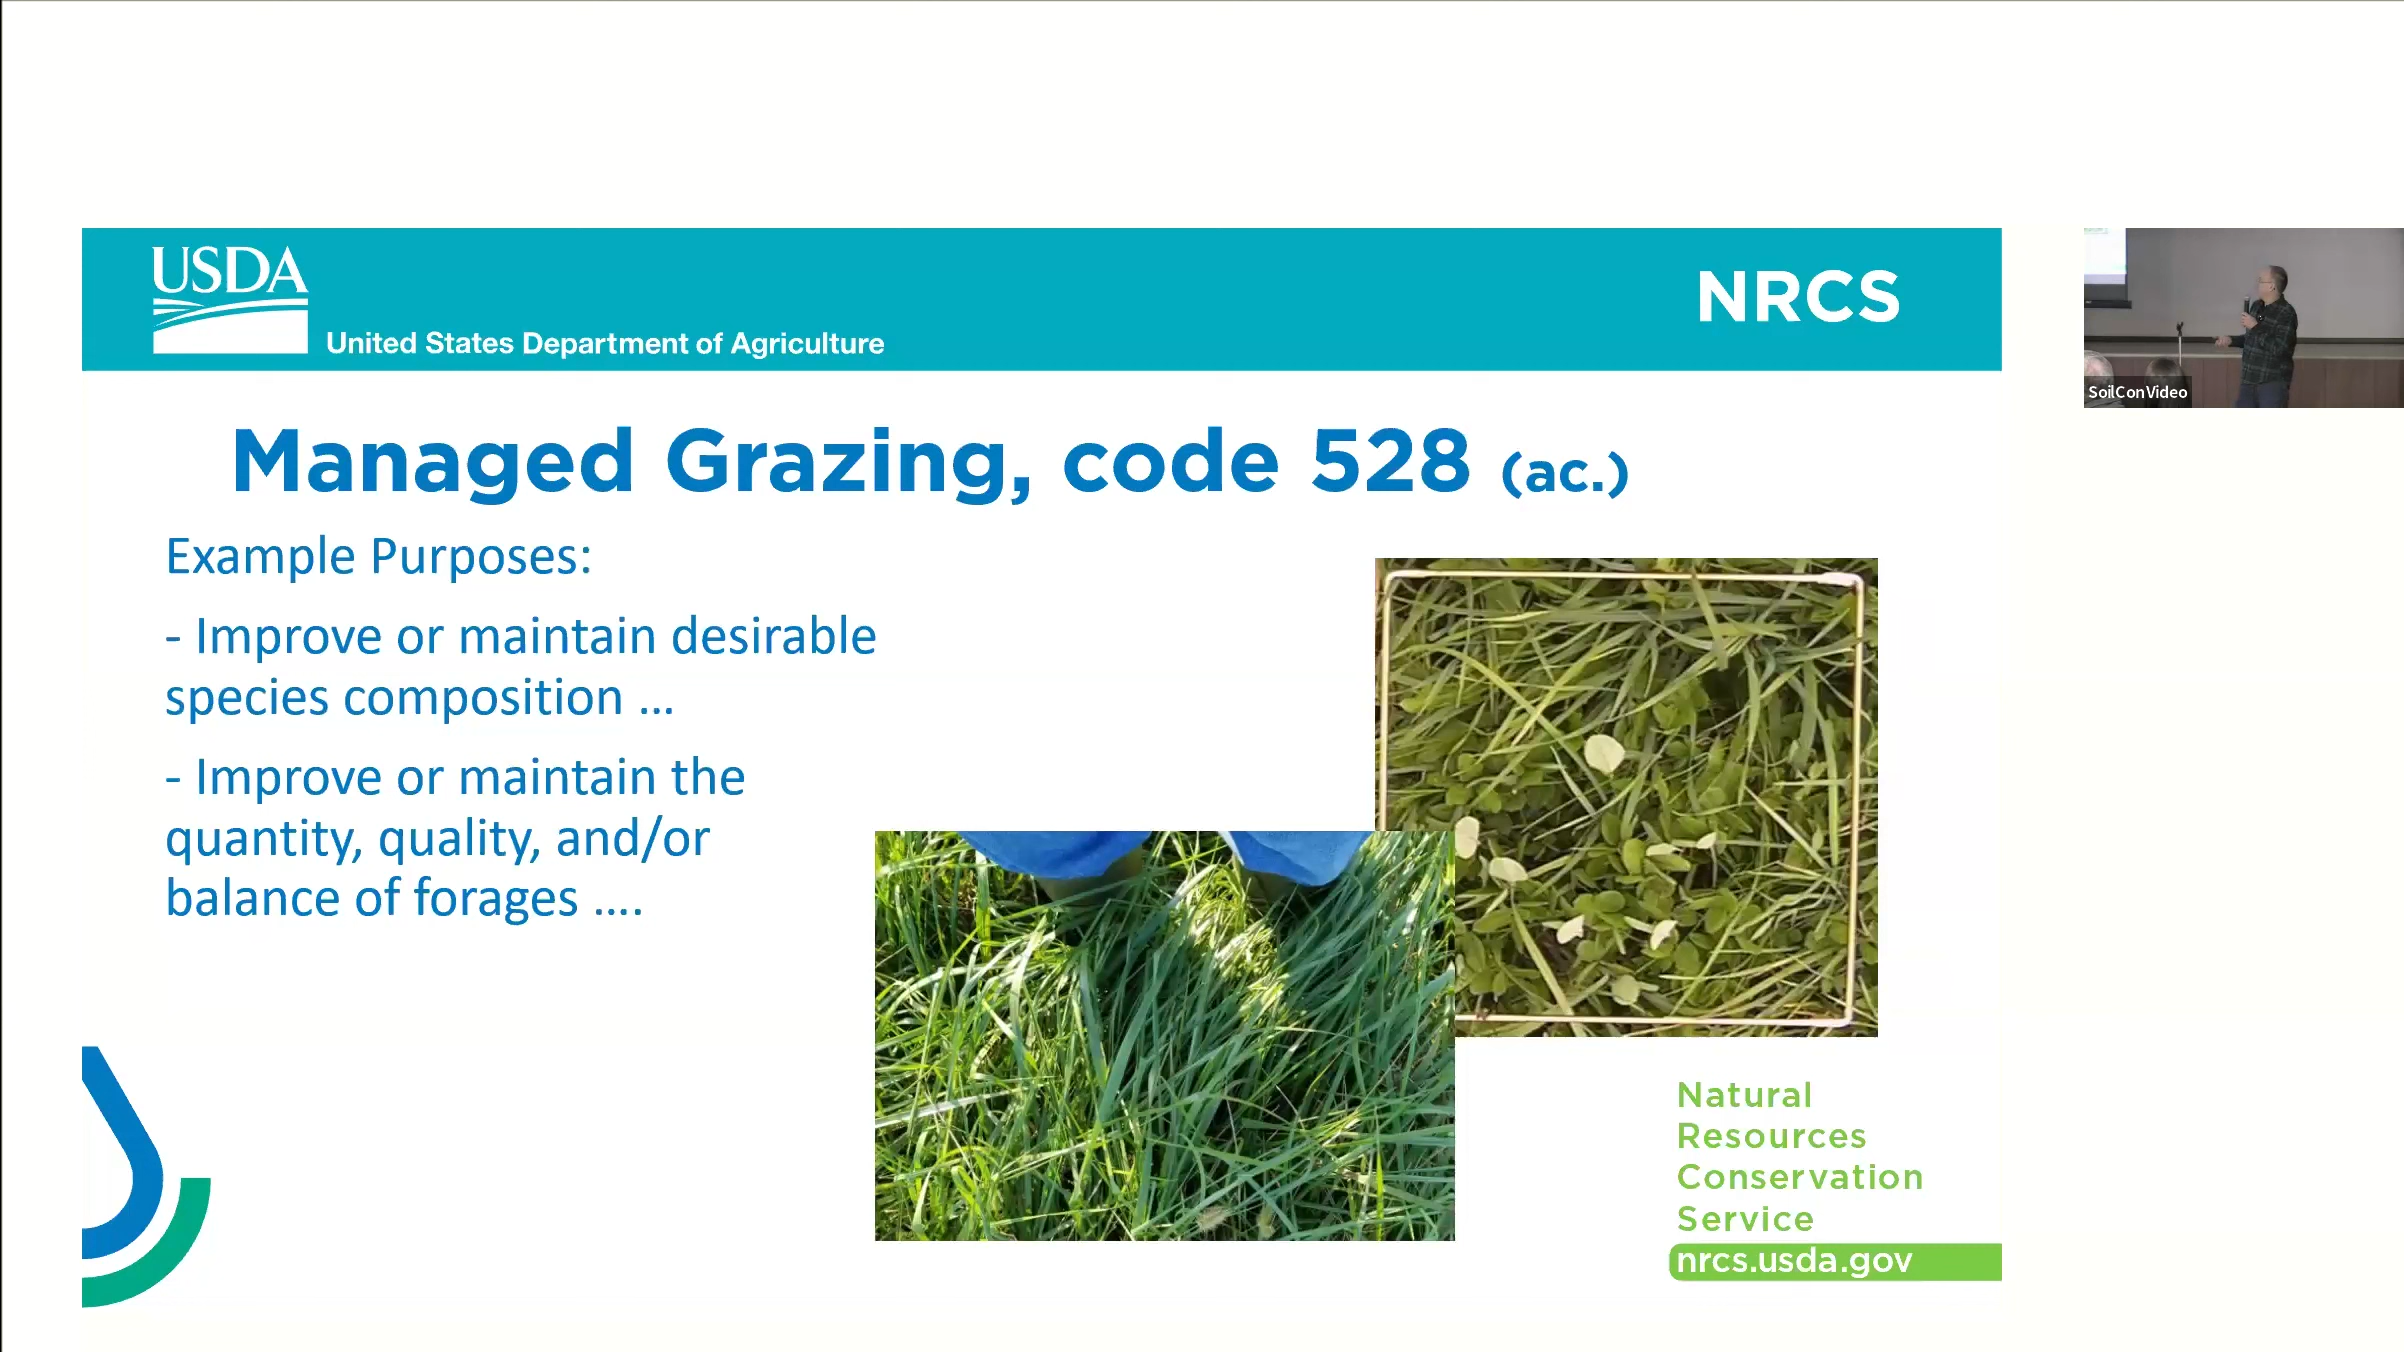 USDA
United States Department of Agriculture
NRCS
SoilConVideo
Managed Grazing, code 528 (ac.)
Example Purposes:
- Improve or maintain desirable
species composition ...
- Improve or maintain the
quantity, quality, and/or
balance of forages ....
Natural
Resources
Conservation
Service
nrcs.usda.gov